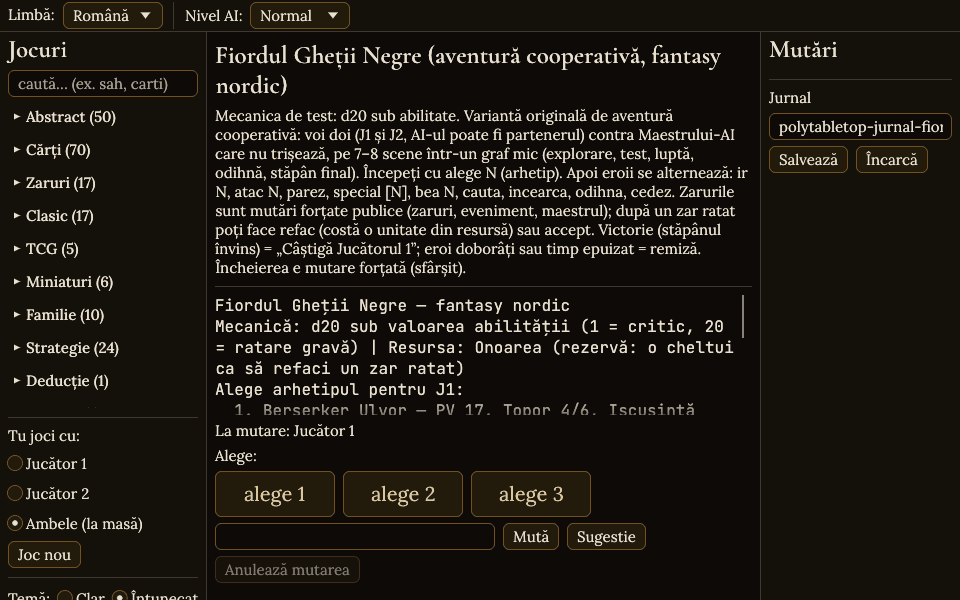 Limbă: Română ▼ Nivel AI: Normal ▼
Jocuri
caută... (ex. sah, carti)
▸ Abstract (50)
▸ Cărți (70)
▸ Zaruri (17)
▸ Clasic (17)
▸ TCG (5)
▸ Miniaturi (6)
▸ Familie (10)
▸ Strategie (24)
▸ Deducție (1)
Tu joci cu:
Jucător 1
Jucător 2
Ambele (la masă)
Joc nou
Temă: Clar Întunecat
Fiordul Gheții Negre (aventură cooperativă, fantasy
nordic)
Mecanica de test: d20 sub abilitate. Variantă originală de aventură
cooperativă: voi doi (J1 și J2, AI-ul poate fi partenerul) contra Maestrului-AI
care nu trișează, pe 7–8 scene într-un graf mic (explorare, test, luptă,
odihnă, stăpân final). Începeți cu alege N (arhetip). Apoi eroii se alternează: ir
N, atac N, parez, special [N], bea N, cauta, incearca, odihna, cedez. Zarurile
sunt mutări forțate publice (zaruri, eveniment, maestrul); după un zar ratat
poți face refac (costă o unitate din resursă) sau accept. Victorie (stăpânul
învins) = „Câștigă Jucătorul 1”; eroi doborâți sau timp epuizat = remiză.
Încheierea e mutare forțată (sfârșit).
Fiordul Gheții Negre — fantasy nordic
Mecanică: d20 sub valoarea abilității (1 = critic, 20
= ratare gravă) | Resursa: Onoarea (rezervă: o cheltui
ca să refaci un zar ratat)
Alege arhetipul pentru J1:
1. Berserker Ulvor — PV 17, Topor 4/6, Iscusință
La mutare: Jucător 1
Alege:
alege 1 alege 2 alege 3
Mută Sugestie
Anulează mutarea
Mutări
Jurnal
polytabletop-jurnal-fior
Salvează Încarcă